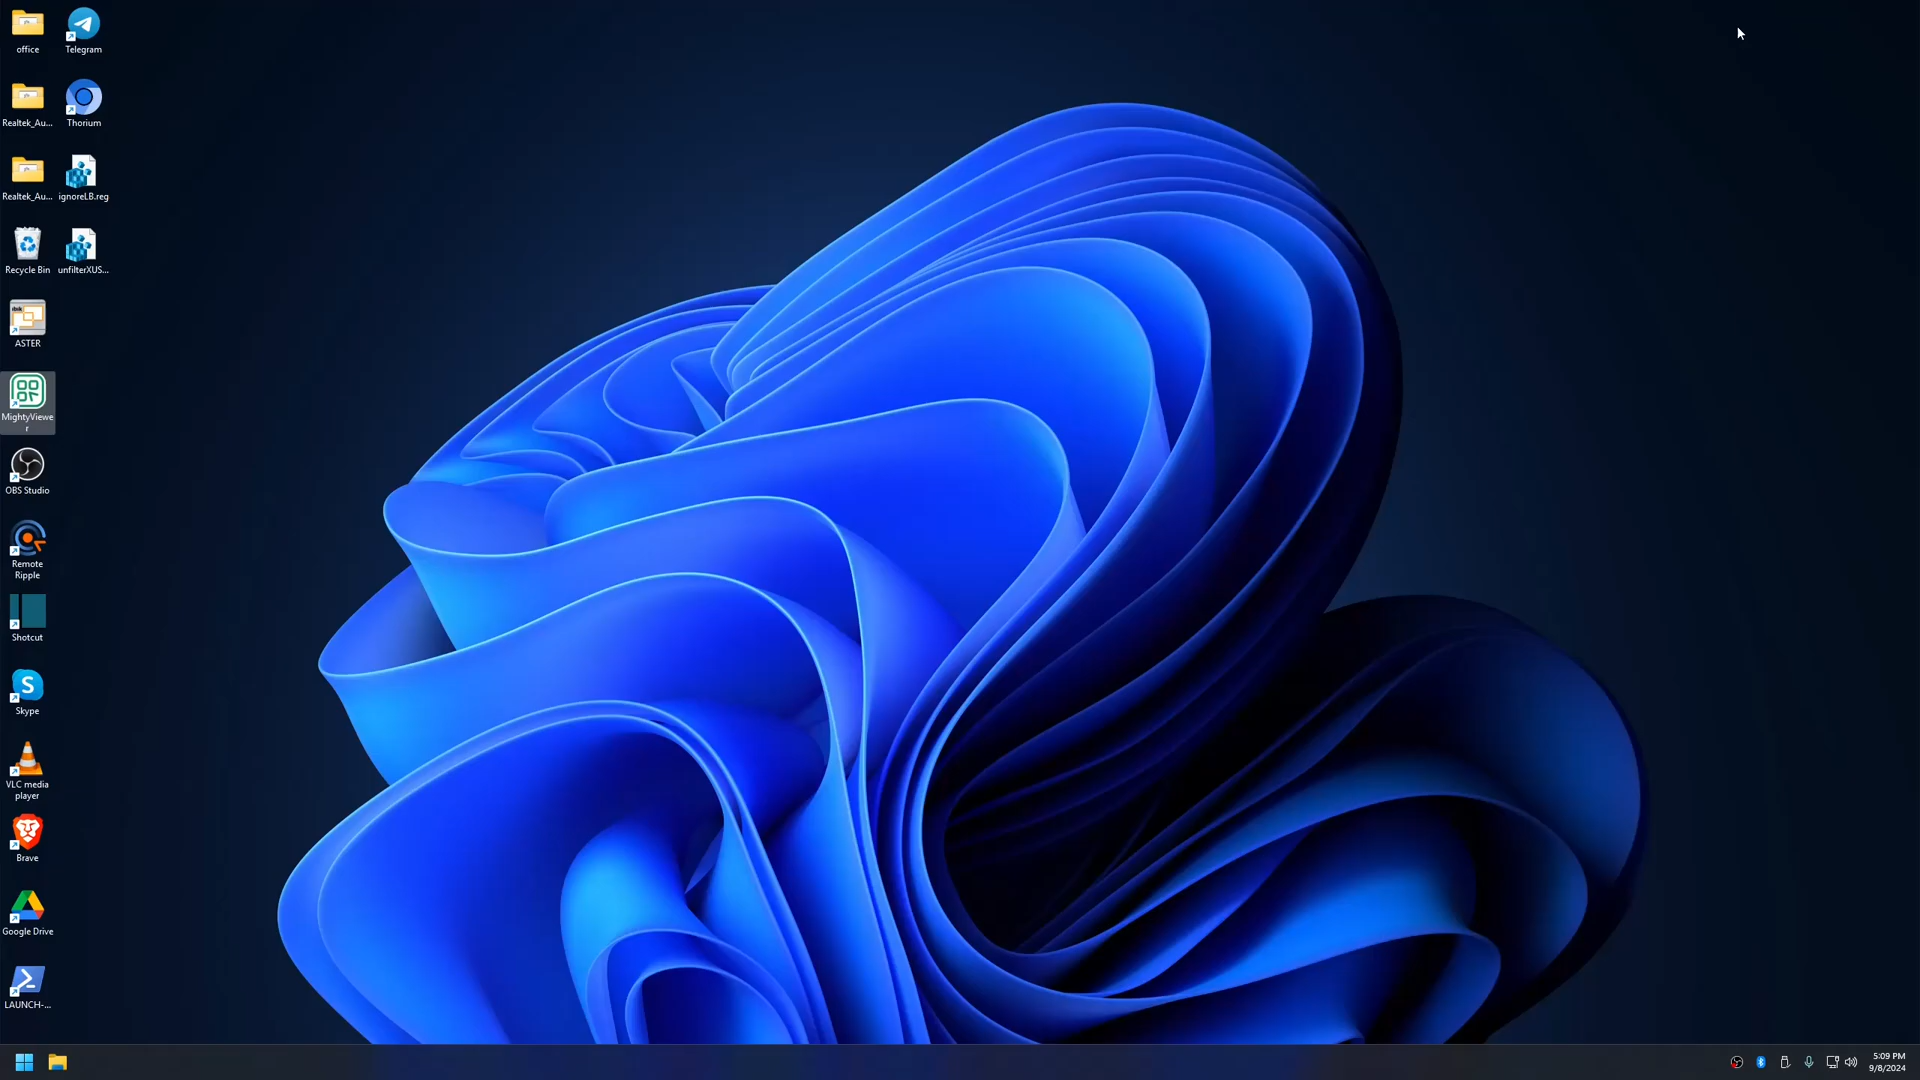 office
Telegram
Realtek_Au...
Thorium
Realtek_Au...
ignoreLB.reg
Recycle Bin
unfilterXUS...
ASTER
MightyViewe
r
OBS Studio
Remote
Ripple
Shotcut
Skype
VLC media
player
Brave
Google Drive
LAUNCH-...
5:09 PM
9/8/2024